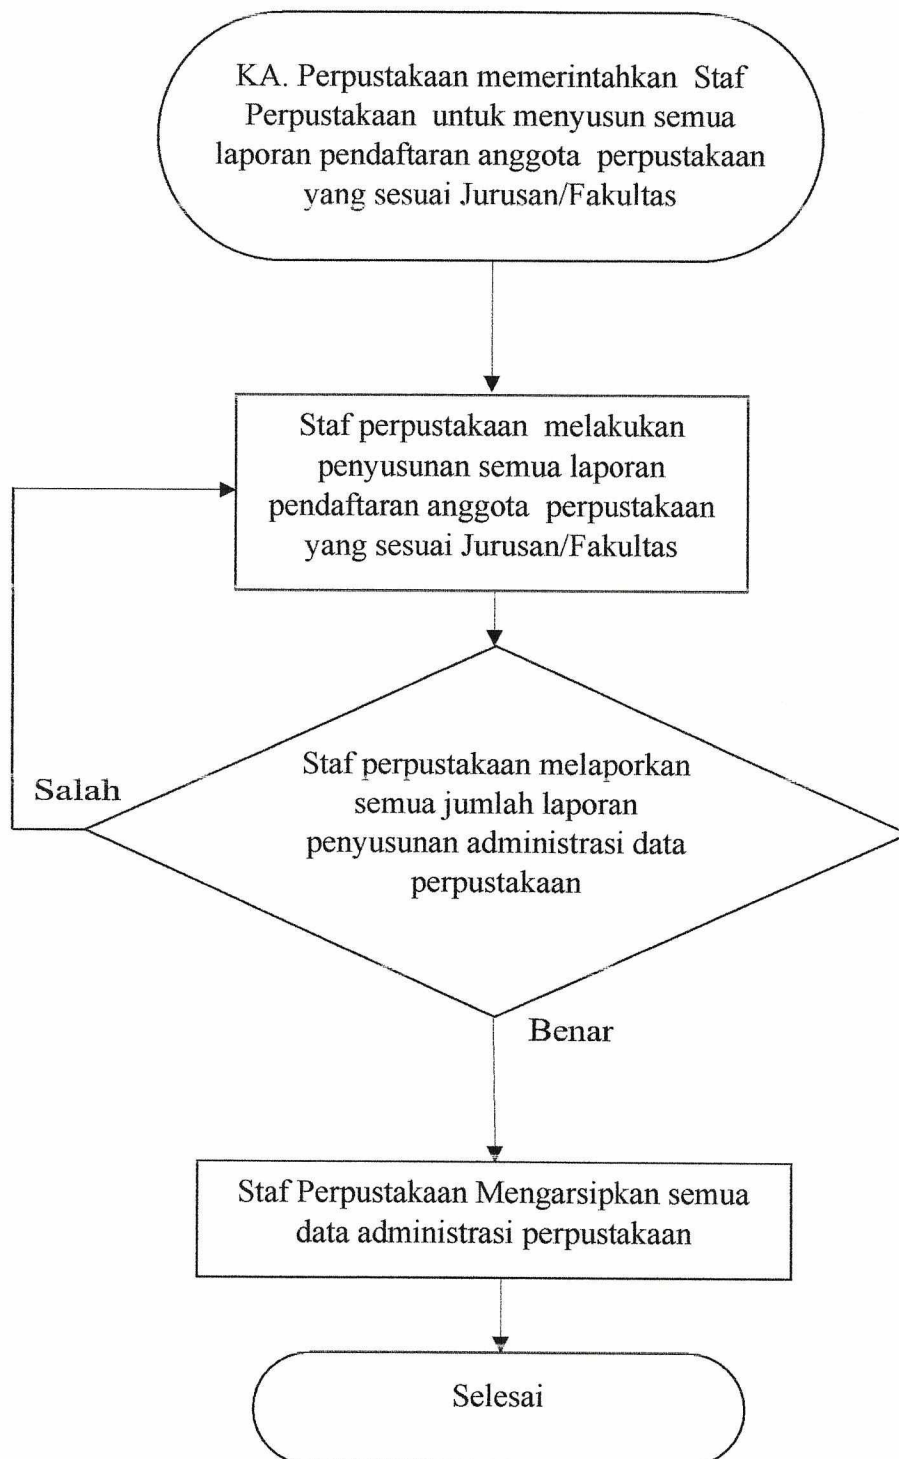 KA. Perpustakaan memerintahkan Staf
Perpustakaan untuk menyusun semua
laporan pendaftaran anggota perpustakaan
yang sesuai Jurusan/Fakultas
Staf perpustakaan melakukan
penyusunan semua laporan
pendaftaran anggota perpustakaan
yang sesuai Jurusan/Fakultas
Staf perpustakaan melaporkan
semua jumlah laporan
penyusunan administrasi data
perpustakaan
Salah
Benar
Staf Perpustakaan Mengarsipkan semua
data administrasi perpustakaan
Selesai